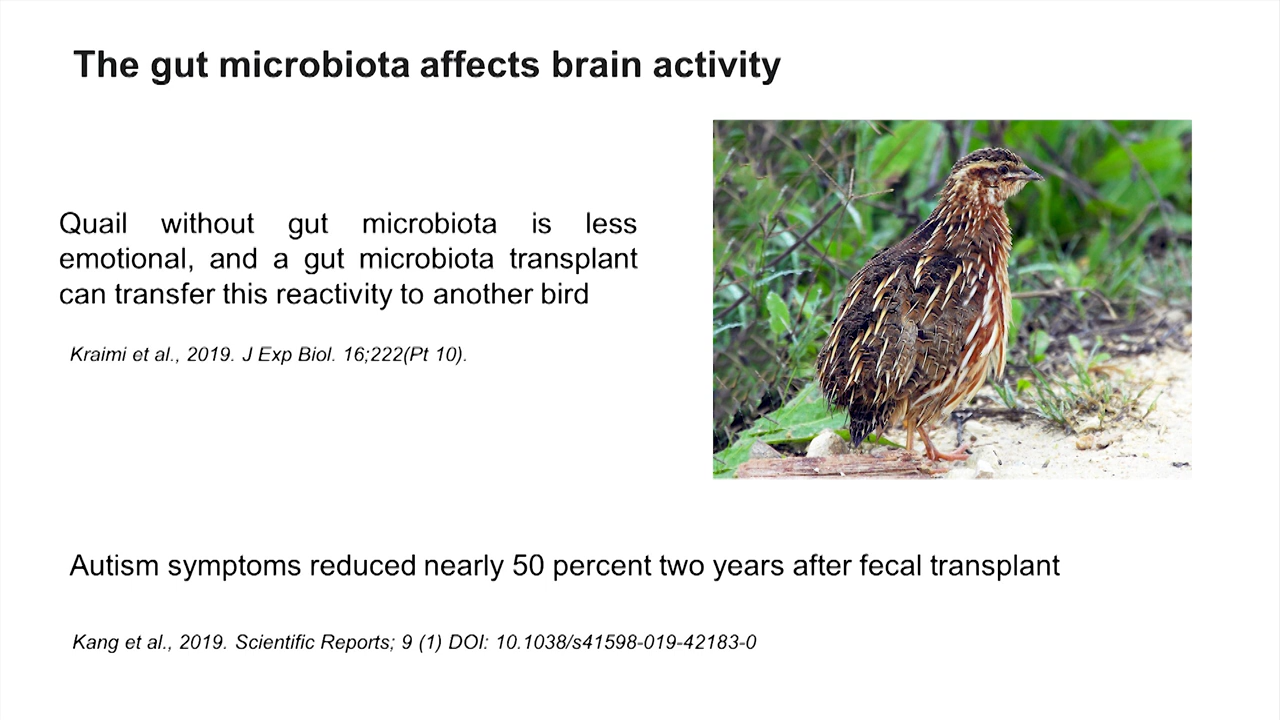 The gut microbiota affects brain activity
Quail without gut microbiota is less
emotional, and a gut microbiota transplant
can transfer this reactivity to another bird
Kraimi et al., 2019. J Exp Biol. 16;222(Pt 10).
Autism symptoms reduced nearly 50 percent two years after fecal transplant
Kang et al., 2019. Scientific Reports; 9 (1) DOI: 10.1038/s41598-019-42183-0